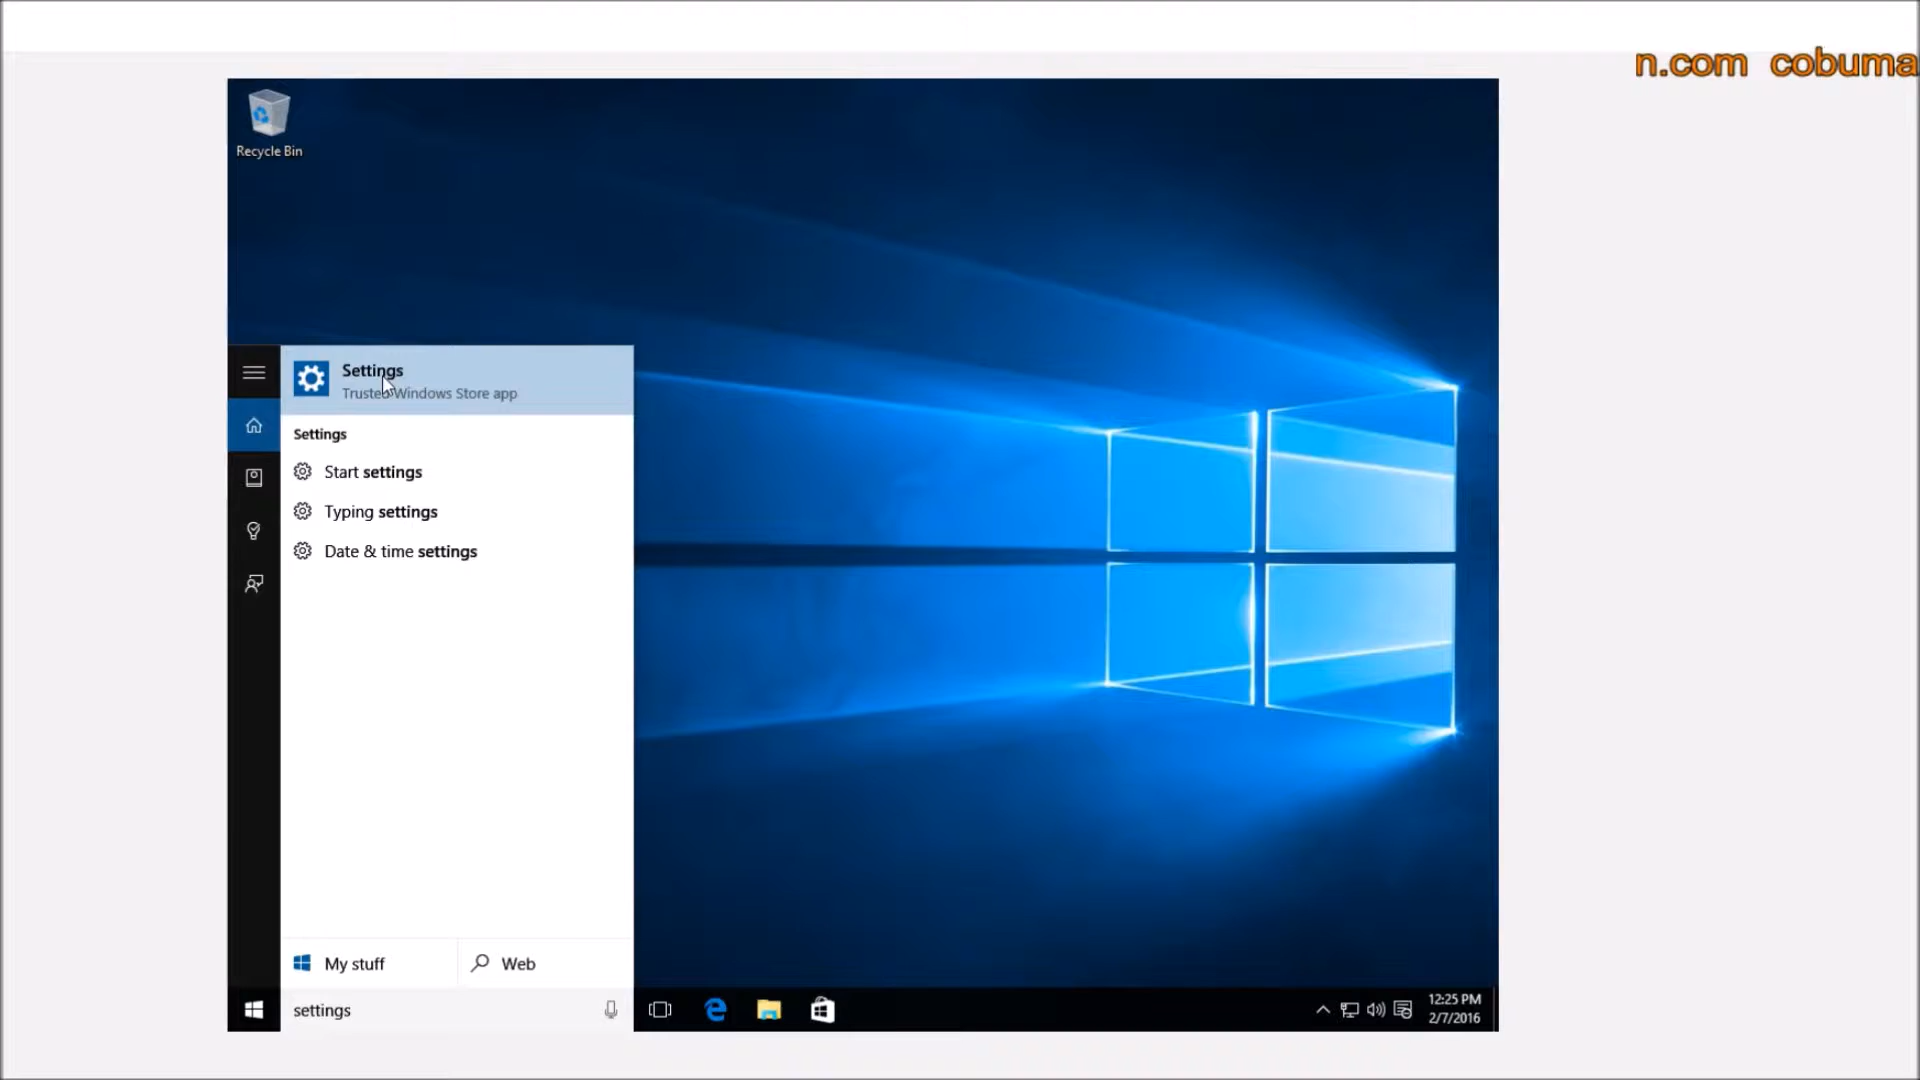 n.com cobuma
Recycle Bin
Settings
Trusted Windows Store app
Settings
Start settings
Typing settings
Date & time settings
My stuff
Web
settings
12:25 PM
2/7/2016